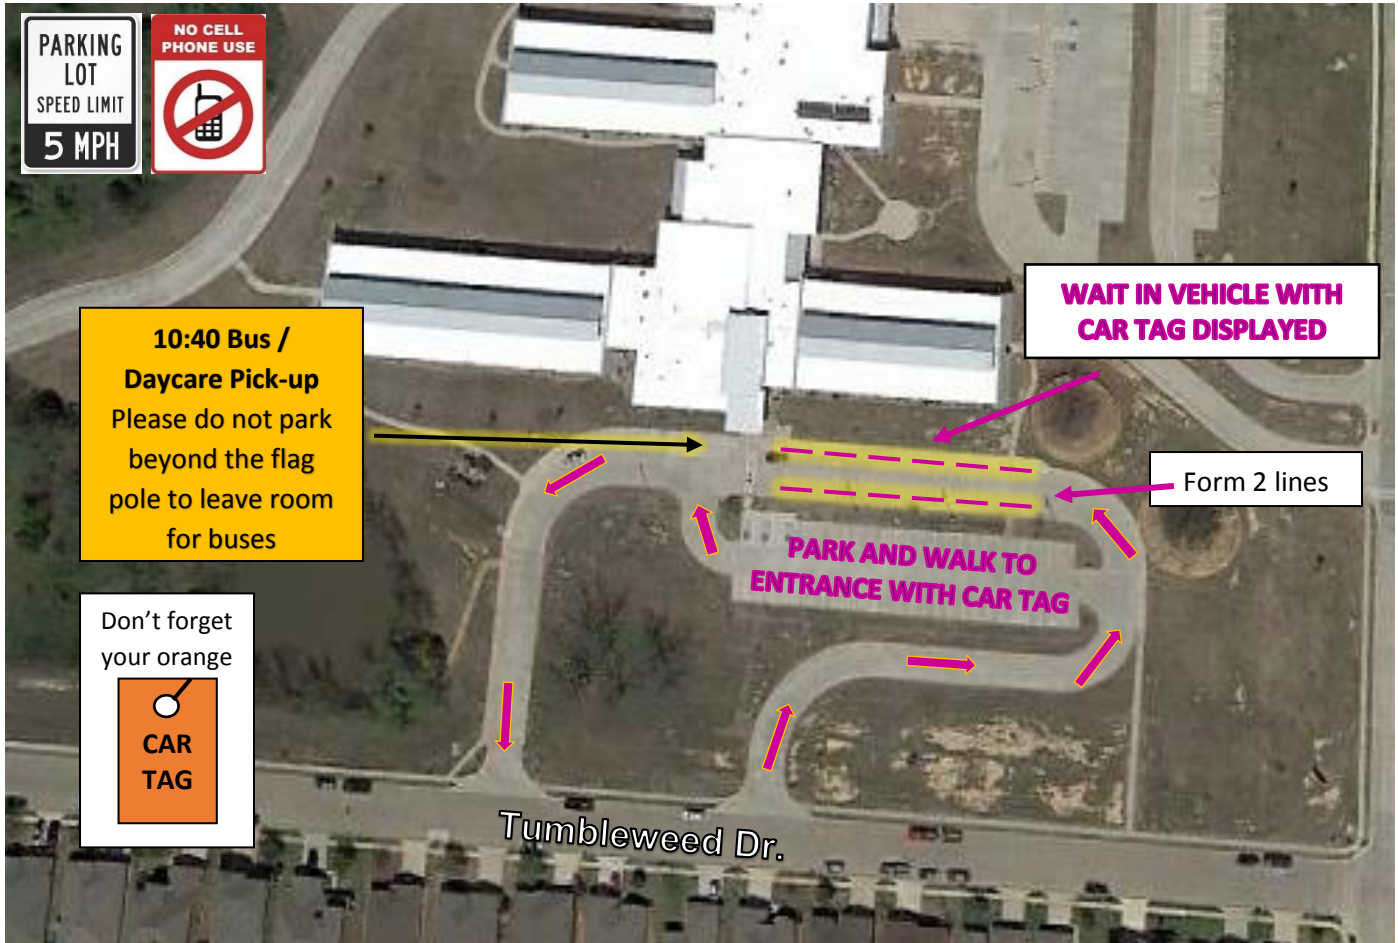 PARKING
LOT
SPEED LIMIT
5 MPH
NO CELL
PHONE USE
WAIT IN VEHICLE WITH
CAR TAG DISPLAYED
10:40 Bus /
Daycare Pick-up
Please do not park
beyond the flag
pole to leave room
for buses
Form 2 lines
PARK AND WALK TO
ENTRANCE WITH CAR TAG
Don’t forget
your orange
CAR
TAG
Tumbleweed Dr.